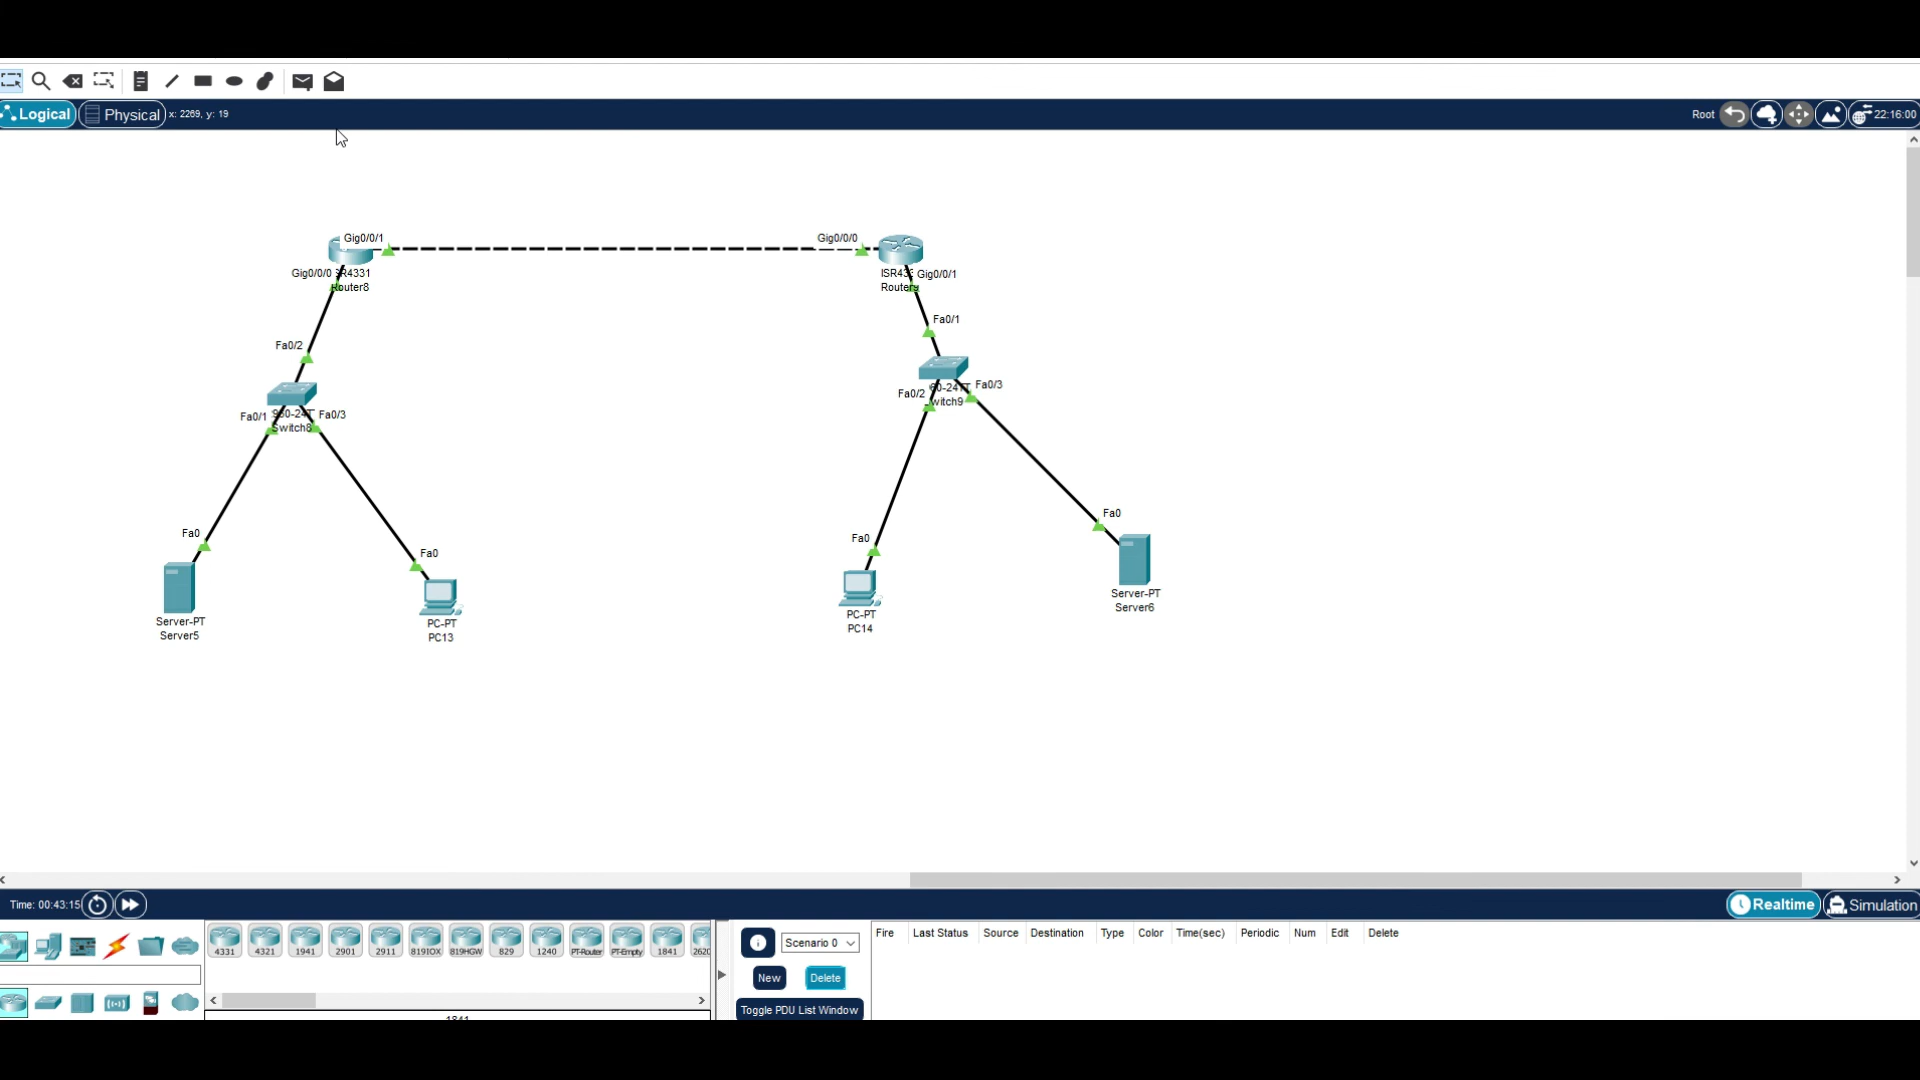 Logical
Physical
x: 2269, y: 19
Root
22:16:00
Gig0/0/1
Gig0/0/0
Gig0/0/0
Router8
Gig0/0/1
Fa0/1
Fa0/2
Fa0/3
Fa0/2
Fa0/1
Fa0/3
Switch8
Fa0
Fa0
Fa0
Fa0
Server-PT
Server5
PC-PT
PC13
PC-PT
PC14
Server-PT
Server6
Time: 00:43:15
Realtime
Simulation
4331
4321
1941
2901
2911
819IOX
819HGW
829
1240
PT-Router
PT-Empty
1841
Scenario 0
New
Delete
Toggle PDU List Window
Fire Last Status Source Destination Type Color Time(sec) Periodic Num Edit Delete